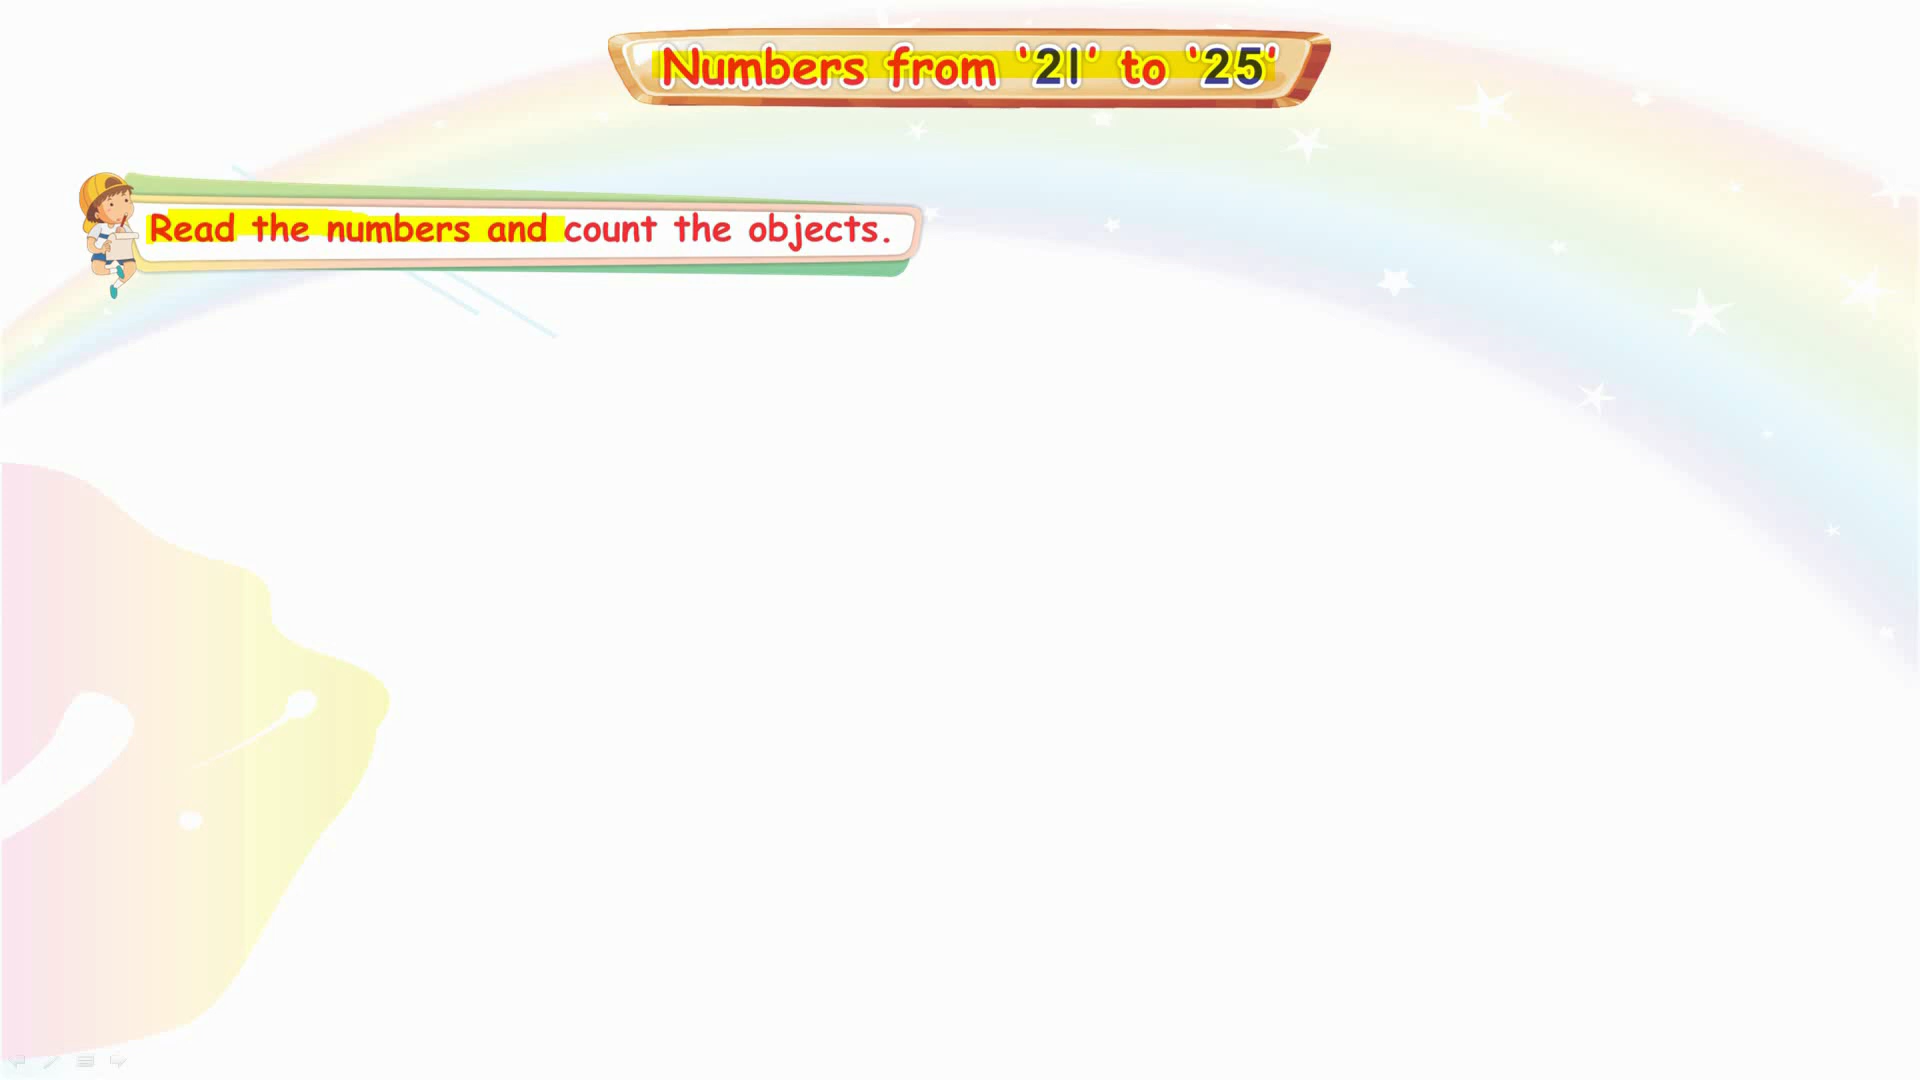 Numbers from '21' to '25'
Read the numbers and count the objects.